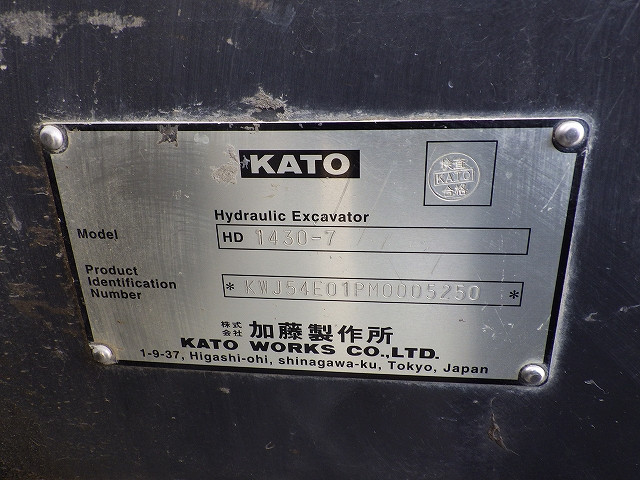 KATO
検査
KATO
合格
Hydraulic Excavator
Model HD 1430-7
Product
Identification
Number
* KWJ54E01PM0005250 *
株式
会社 加藤製作所
KATO WORKS CO.,LTD.
1-9-37, Higashi-ohi, shinagawa-ku, Tokyo, Japan